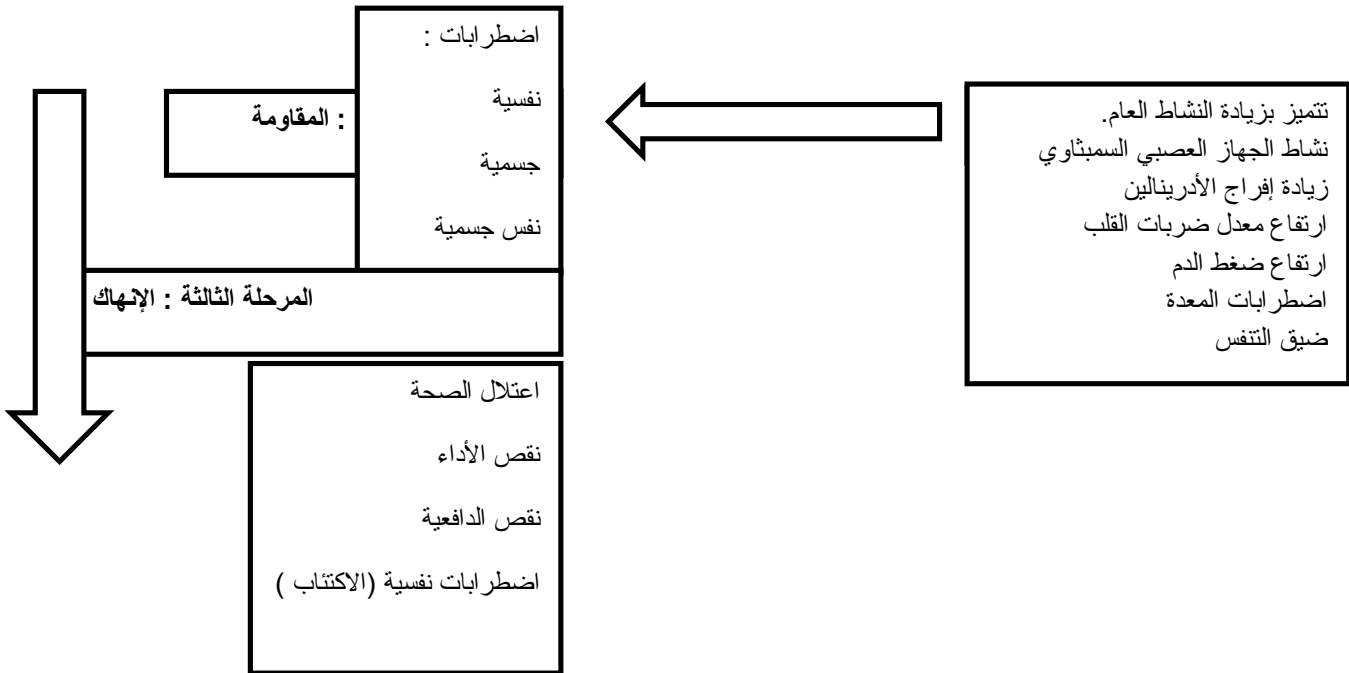 تتميز بزيادة النشاط العام.
نشاط الجهاز العصبي السمبثاوي
زيادة إفراج الأدرينالين
ارتفاع معدل ضربات القلب
ارتفاع ضغط الدم
اضطرابات المعدة
ضيق التنفس
اضطرابات :
نفسية
جسمية
نفس جسمية
: المقاومة
المرحلة الثالثة : الإنهاك
اعتلال الصحة
نقص الأداء
نقص الدافعية
اضطرابات نفسية (الاكتئاب )